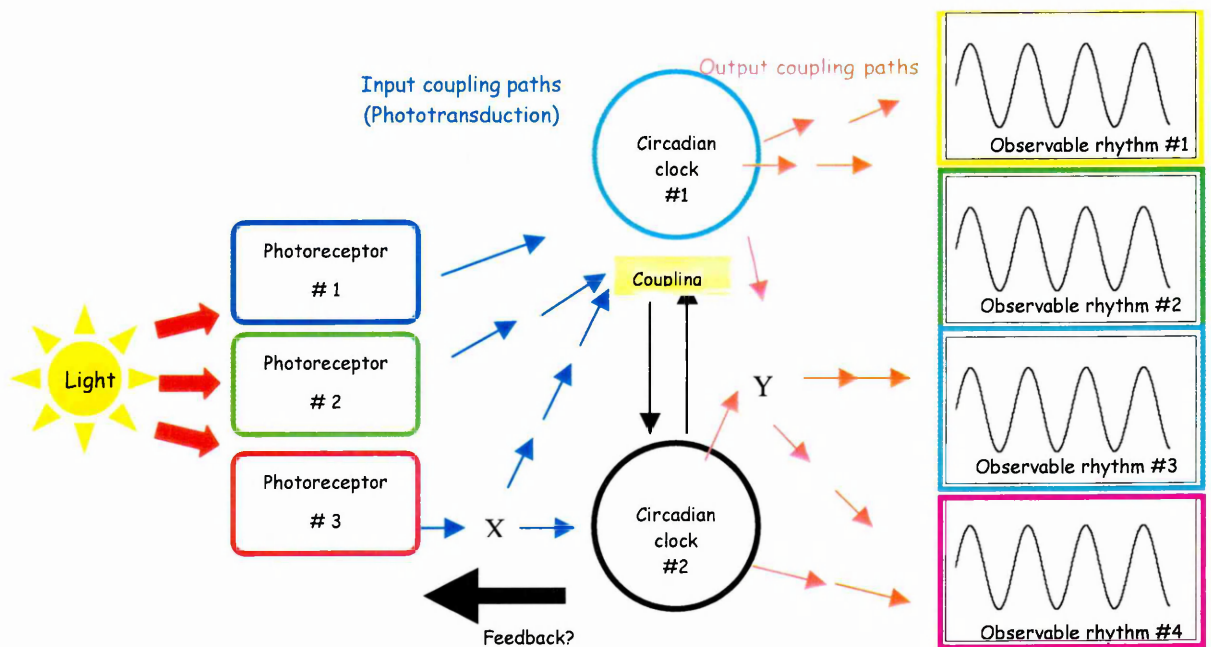 Input coupling paths
(Phototransduction)
Output coupling paths
Circadian
clock
#1
Observable rhythm #1
Photoreceptor
# 1
Coupling
Observable rhythm #2
Light
Photoreceptor
# 2
Y
Observable rhythm #3
Photoreceptor
# 3
X
Circadian
clock
#2
Feedback?
Observable rhythm #4